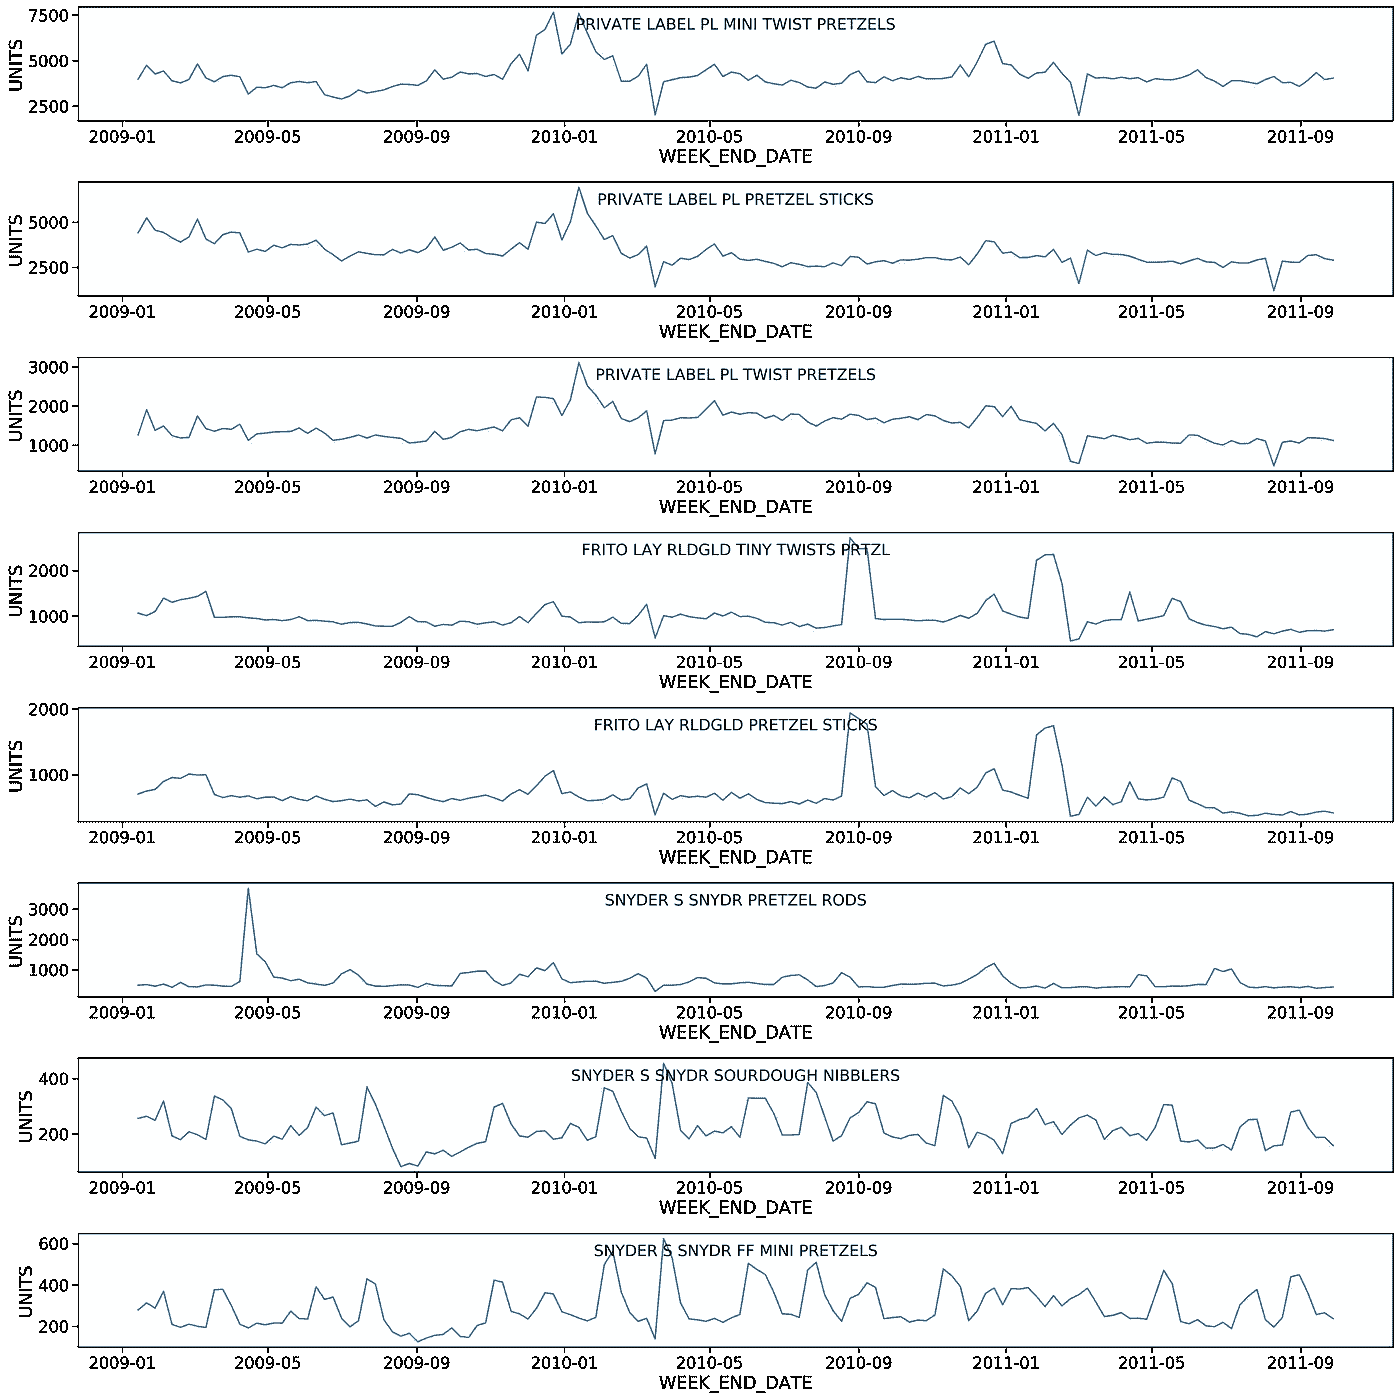 PRIVATE LABEL PL MINI TWIST PRETZELS
UNITS
7500
5000
2500
2009-01 2009-05 2009-09 2010-01 2010-05 2010-09 2011-01 2011-05 2011-09
WEEK_END_DATE
PRIVATE LABEL PL PRETZEL STICKS
UNITS
5000
2500
2009-01 2009-05 2009-09 2010-01 2010-05 2010-09 2011-01 2011-05 2011-09
WEEK_END_DATE
PRIVATE LABEL PL TWIST PRETZELS
UNITS
3000
2000
1000
2009-01 2009-05 2009-09 2010-01 2010-05 2010-09 2011-01 2011-05 2011-09
WEEK_END_DATE
FRITO LAY RLDGLD TINY TWISTS PRTZL
UNITS
2000
1000
2009-01 2009-05 2009-09 2010-01 2010-05 2010-09 2011-01 2011-05 2011-09
WEEK_END_DATE
FRITO LAY RLDGLD PRETZEL STICKS
UNITS
2000
1000
2009-01 2009-05 2009-09 2010-01 2010-05 2010-09 2011-01 2011-05 2011-09
WEEK_END_DATE
SNYDER S SNYDR PRETZEL RODS
UNITS
3000
2000
1000
2009-01 2009-05 2009-09 2010-01 2010-05 2010-09 2011-01 2011-05 2011-09
WEEK_END_DATE
SNYDER S SNYDR SOURDOUGH NIBBLERS
UNITS
400
200
2009-01 2009-05 2009-09 2010-01 2010-05 2010-09 2011-01 2011-05 2011-09
WEEK_END_DATE
SNYDER S SNYDR FF MINI PRETZELS
UNITS
600
400
200
2009-01 2009-05 2009-09 2010-01 2010-05 2010-09 2011-01 2011-05 2011-09
WEEK_END_DATE